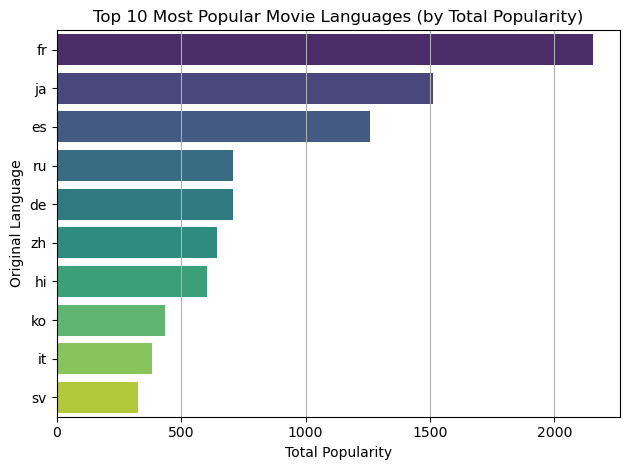 Top 10 Most Popular Movie Languages (by Total Popularity)
Original Language
fr
ja
es
ru
de
zh
hi
ko
it
sv
0 500 1000 1500 2000
Total Popularity